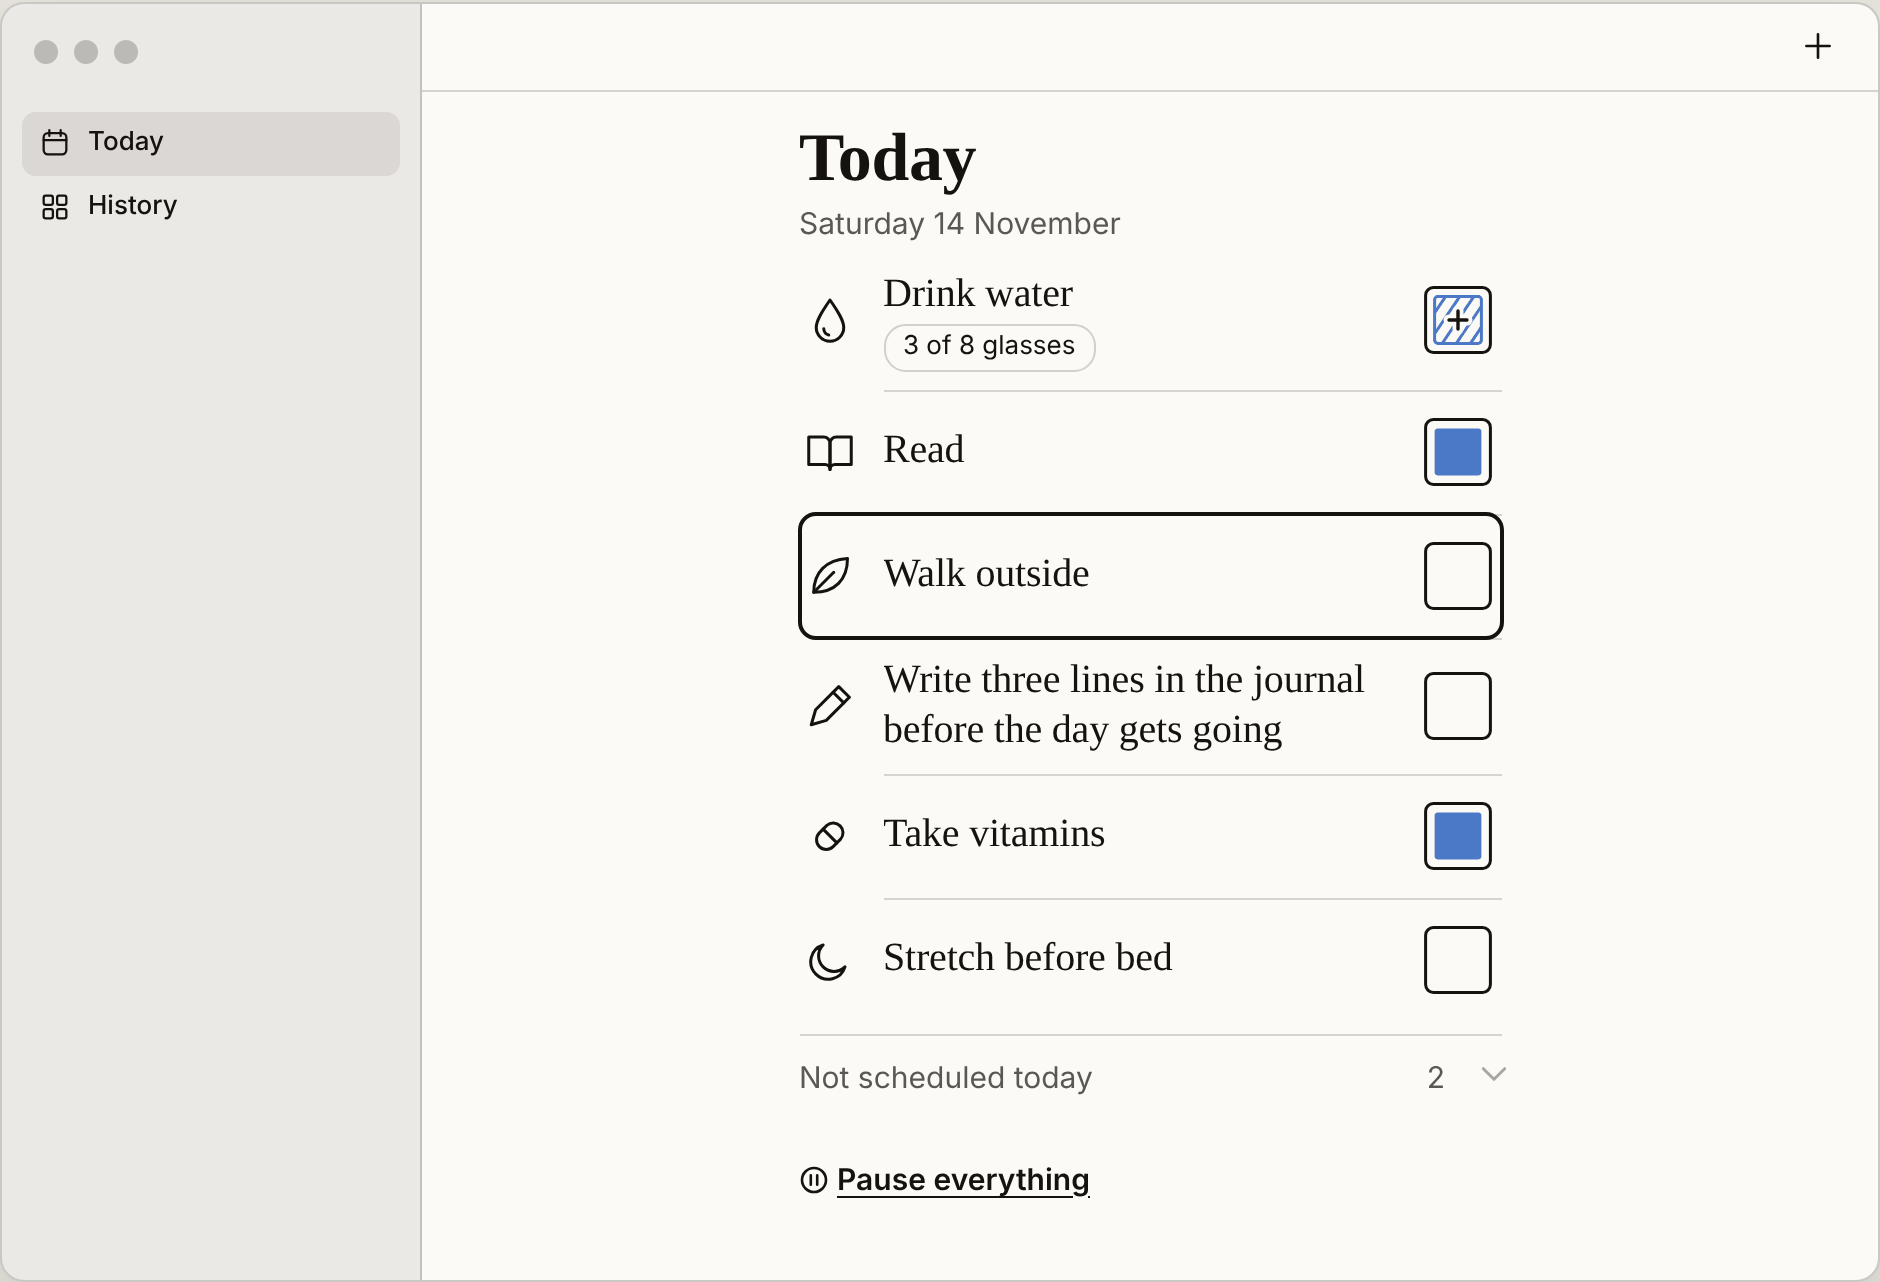 Today
History
Today
Saturday 14 November
Drink water
3 of 8 glasses
Read
Walk outside
Write three lines in the journal
before the day gets going
Take vitamins
Stretch before bed
Not scheduled today 2
Pause everything